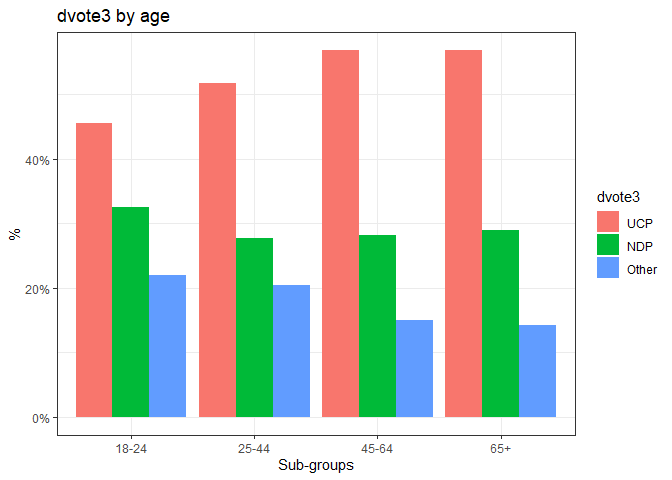 dvote3 by age
40%
20%
0%
%
18-24
25-44
45-64
65+
Sub-groups
dvote3
UCP
NDP
Other